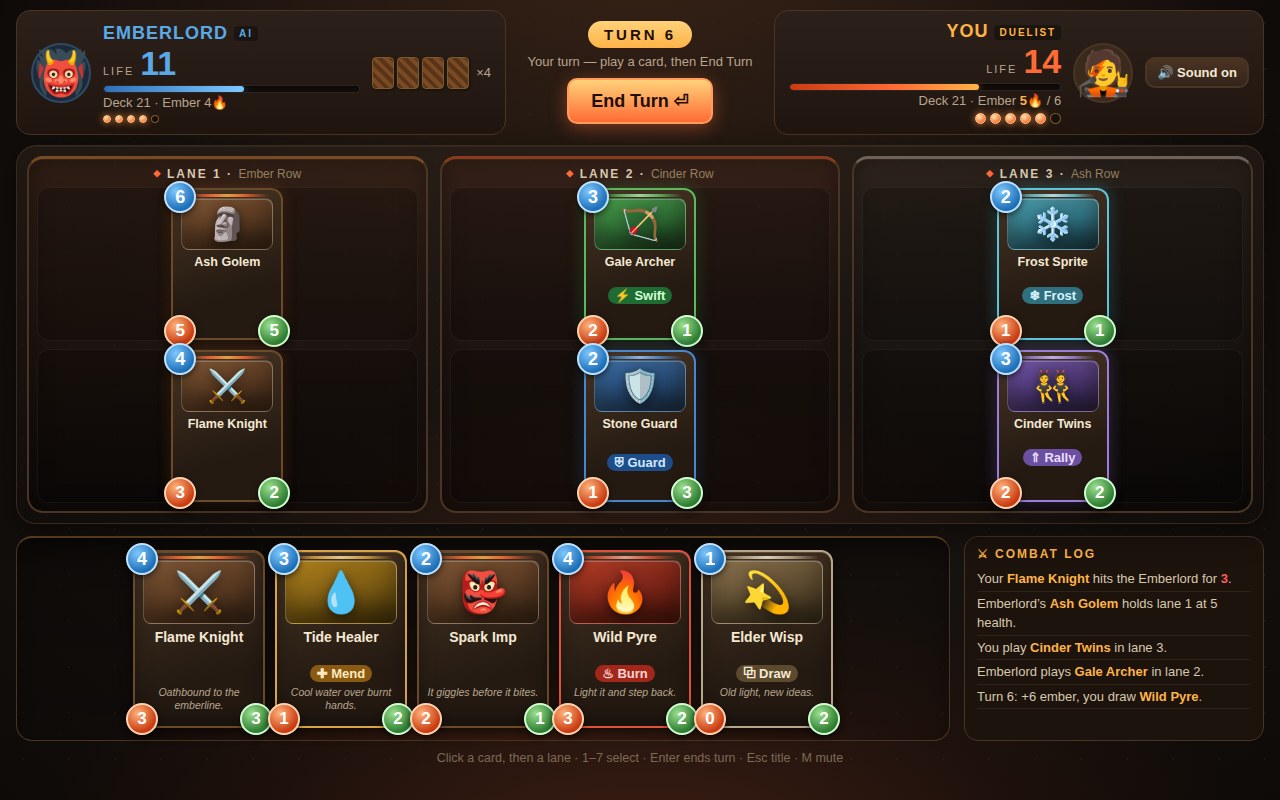 EMBERLORD AI
LIFE 11
Deck 21 · Ember 4🔥
×4
TURN 6
Your turn — play a card, then End Turn
End Turn ⏎
YOU DUELIST
LIFE 14
Deck 21 · Ember 5🔥 / 6
🔊 Sound on
LANE 1 · Ember Row
6
Ash Golem
5 5
4
Flame Knight
3 2
LANE 2 · Cinder Row
3
Gale Archer
⚡ Swift
2 1
2
Stone Guard
⛨ Guard
1 3
LANE 3 · Ash Row
2
Frost Sprite
❄ Frost
1 1
3
Cinder Twins
⇑ Rally
2 2
4
Flame Knight
Oathbound to the
emberline.
3 3
3
Tide Healer
✚ Mend
Cool water over burnt
hands.
1 2
2
Spark Imp
It giggles before it bites.
2 1
4
Wild Pyre
♨ Burn
Light it and step back.
3 2
1
Elder Wisp
⿻ Draw
Old light, new ideas.
0 2
⚔ COMBAT LOG
Your Flame Knight hits the Emberlord for 3.
Emberlord's Ash Golem holds lane 1 at 5
health.
You play Cinder Twins in lane 3.
Emberlord plays Gale Archer in lane 2.
Turn 6: +6 ember, you draw Wild Pyre.
Click a card, then a lane · 1–7 select · Enter ends turn · Esc title · M mute